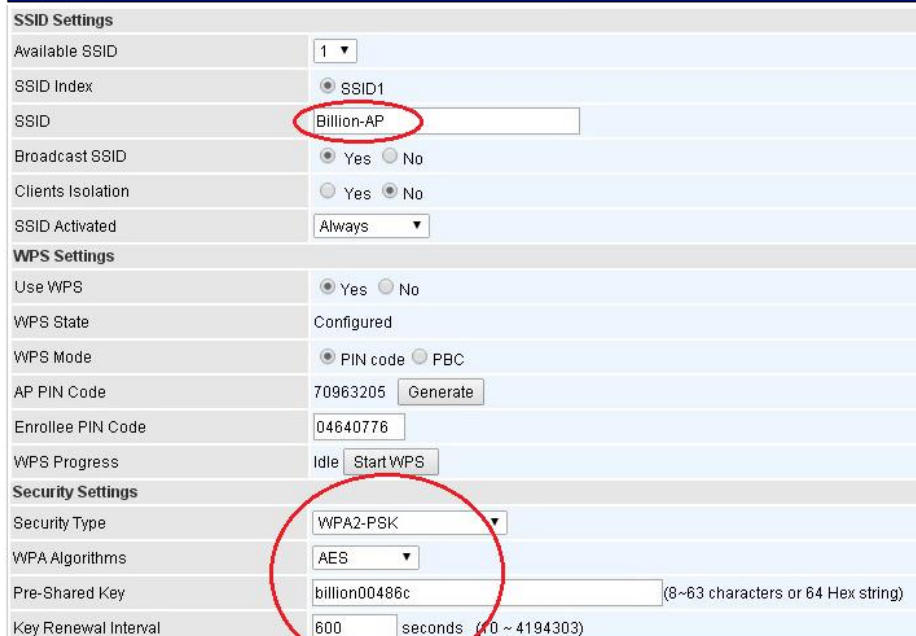 SSID Settings
Available SSID 1
SSID Index SSID1
SSID Billion-AP
Broadcast SSID Yes No
Clients Isolation Yes No
SSID Activated Always
WPS Settings
Use WPS Yes No
WPS State Configured
WPS Mode PIN code PBC
AP PIN Code 70963205 Generate
Enrollee PIN Code 04640776
WPS Progress Idle Start WPS
Security Settings
Security Type WPA2-PSK
WPA Algorithms AES
Pre-Shared Key billion00486c (8~63 characters or 64 Hex string)
Key Renewal Interval 600 seconds (10 ~ 4194303)